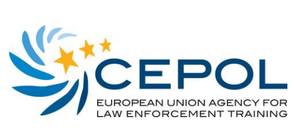 CEPOL
EUROPEAN UNION AGENCY FOR
LAW ENFORCEMENT TRAINING